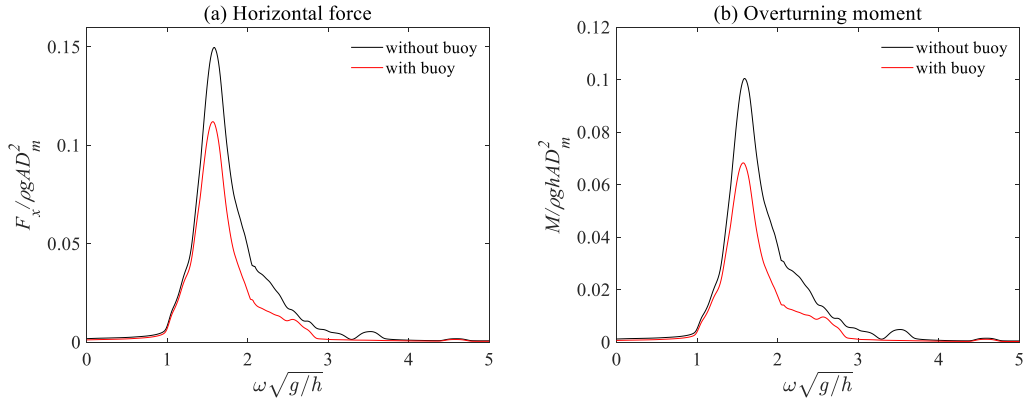 (a) Horizontal force
without buoy
with buoy
0.15
0.1
0.05
0
F_x/ρgAD_m^2
0 1 2 3 4 5
ω√g/h
(b) Overturning moment
without buoy
with buoy
0.12
0.1
0.08
0.06
0.04
0.02
0
M/ρghAD_m^2
0 1 2 3 4 5
ω√g/h